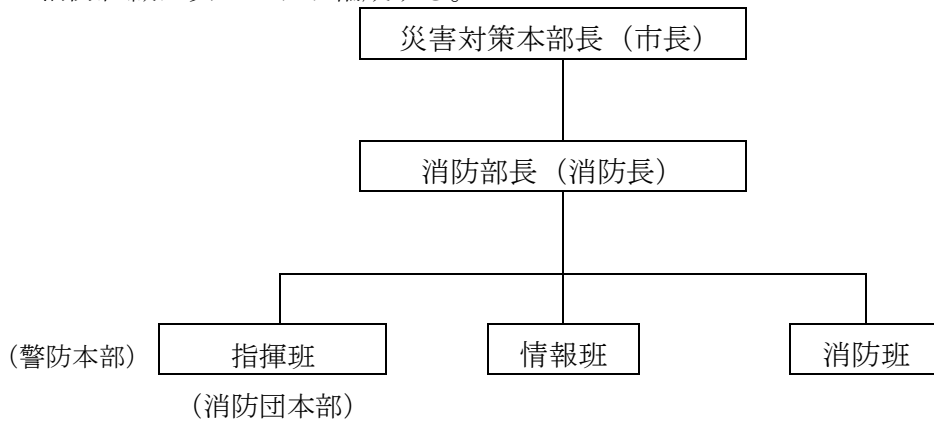 災害対策本部長（市長）
消防部長（消防長）
（警防本部） 指揮班 情報班 消防班
（消防団本部）